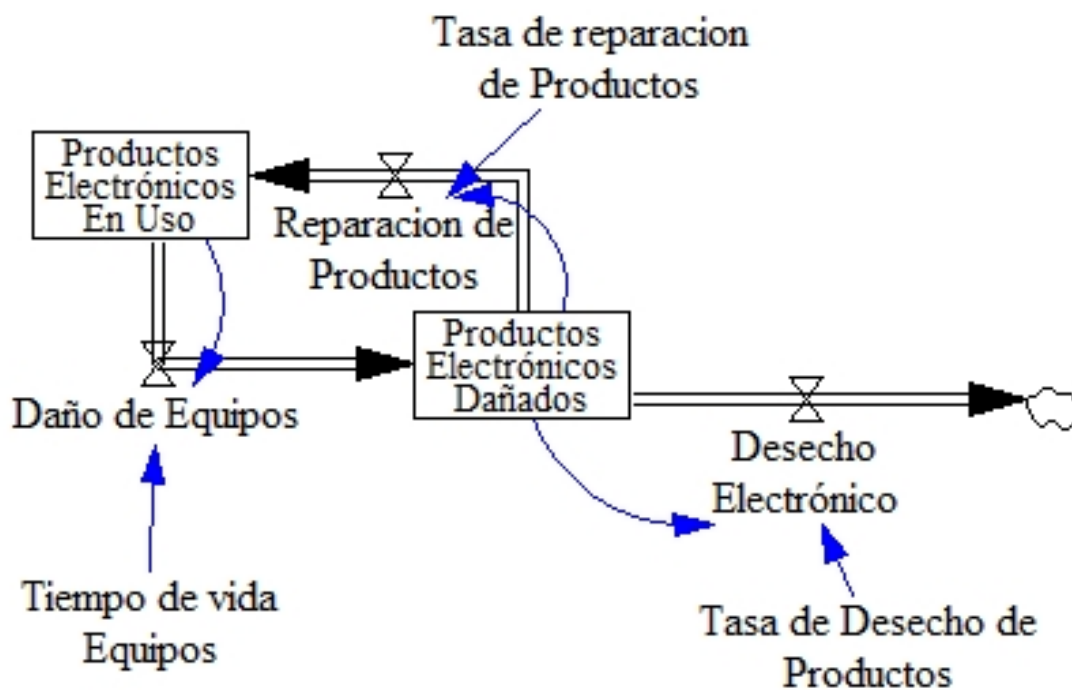 Tasa de reparacion
de Productos
Productos
Electrónicos
En Uso
Reparacion de
Productos
Productos
Electrónicos
Dañados
Daño de Equipos
Desecho
Electrónico
Tiempo de vida
Equipos
Tasa de Desecho de
Productos